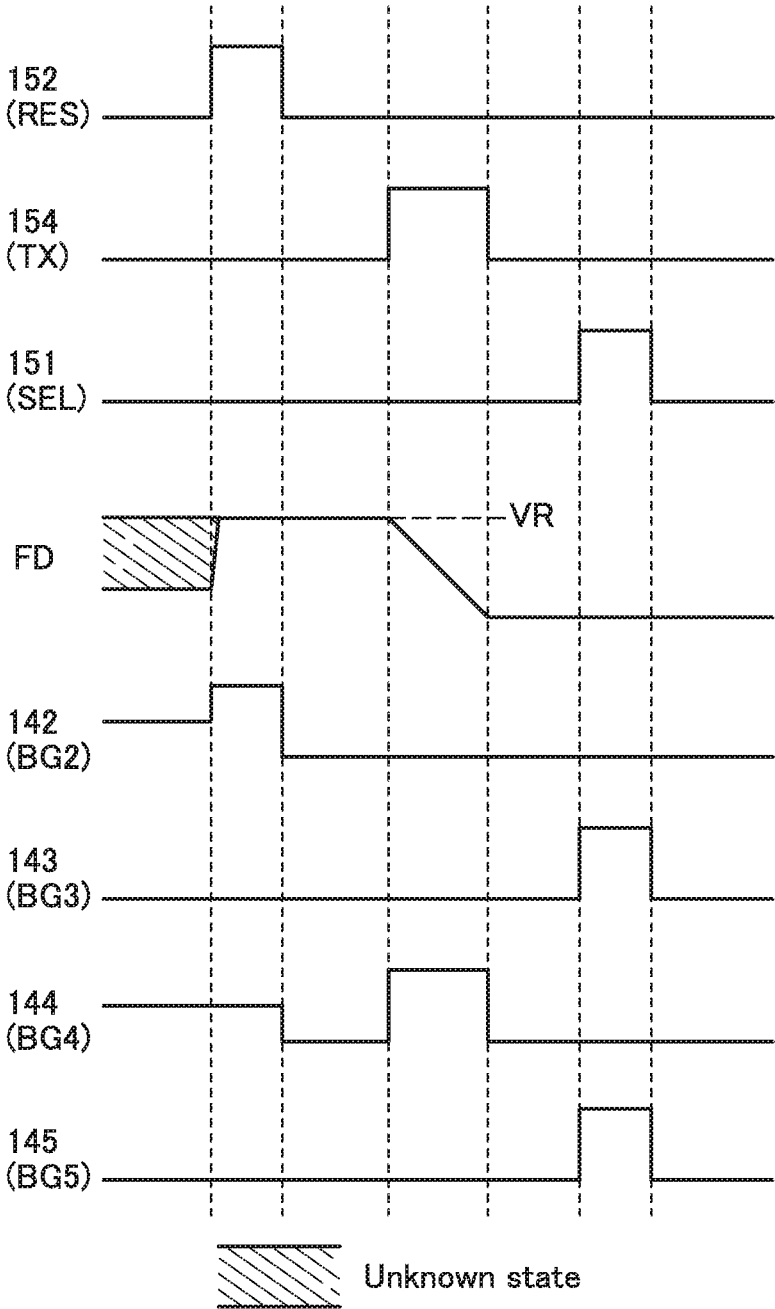 152
(RES)
154
(TX)
151
(SEL)
VR
FD
142
(BG2)
143
(BG3)
144
(BG4)
145
(BG5)
Unknown state